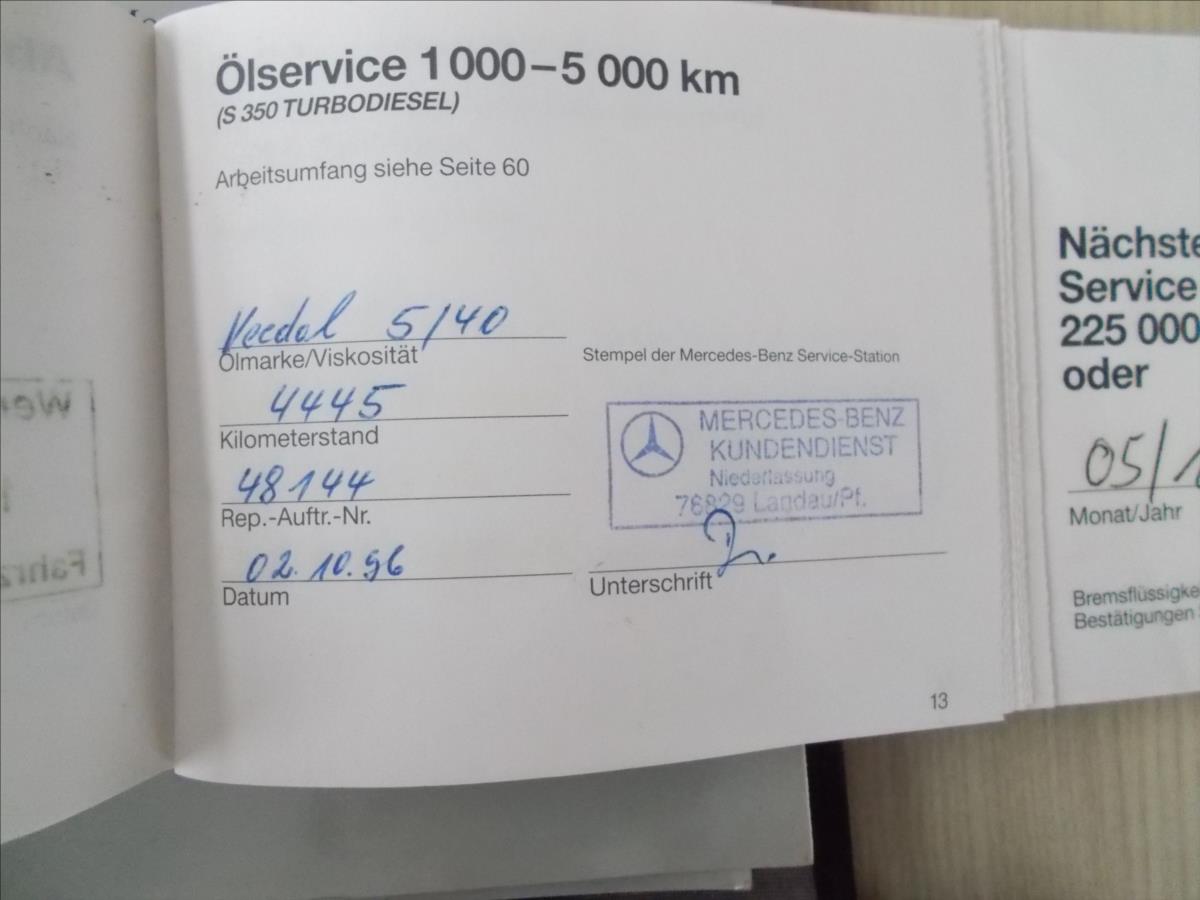 Ölservice 1 000 – 5 000 km
(S 350 TURBODIESEL)
Arbeitsumfang siehe Seite 60
Veedol 5/40
Ölmarke/Viskosität
4445
Kilometerstand
48144
Rep.-Auftr.-Nr.
02.10.96
Datum
Stempel der Mercedes-Benz Service-Station
MERCEDES-BENZ
KUNDENDIENST
Niederlassung
76829 Landau/Pf.
Unterschrift
13
Nächste
Service
225 000
oder
05/1
Monat/Jahr
Bremsflüssigke
Bestätigungen